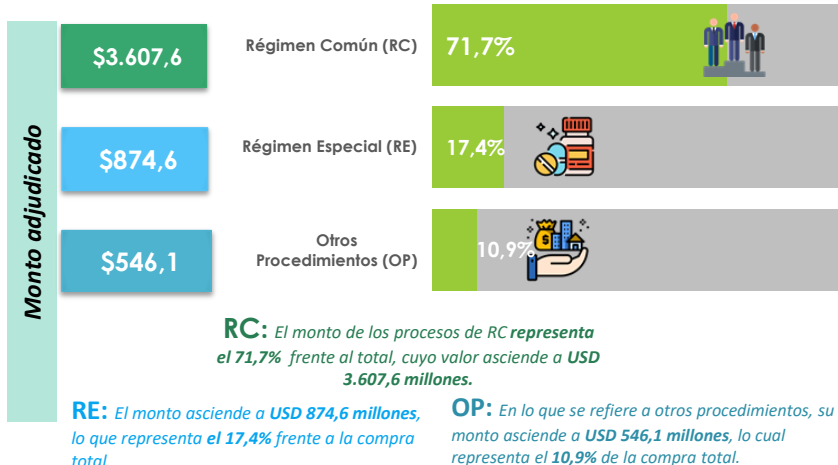 Monto adjudicado
$3.607,6
Régimen Común (RC)
71,7%
$874,6
Régimen Especial (RE)
17,4%
$546,1
Otros
Procedimientos (OP)
10,9%
RC: El monto de los procesos de RC representa
el 71,7% frente al total, cuyo valor asciende a USD
3.607,6 millones.
RE: El monto asciende a USD 874,6 millones,
lo que representa el 17,4% frente a la compra
total
OP: En lo que se refiere a otros procedimientos, su
monto asciende a USD 546,1 millones, lo cual
representa el 10,9% de la compra total.